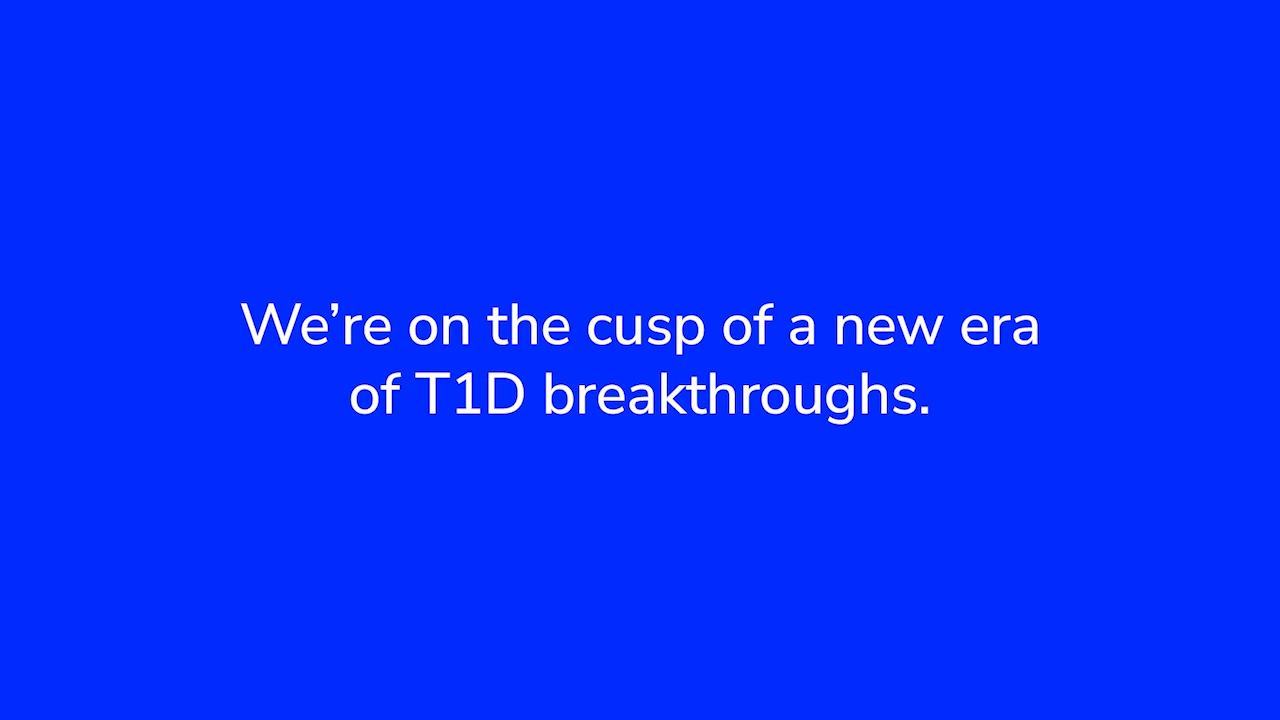 We’re on the cusp of a new era
of T1D breakthroughs.